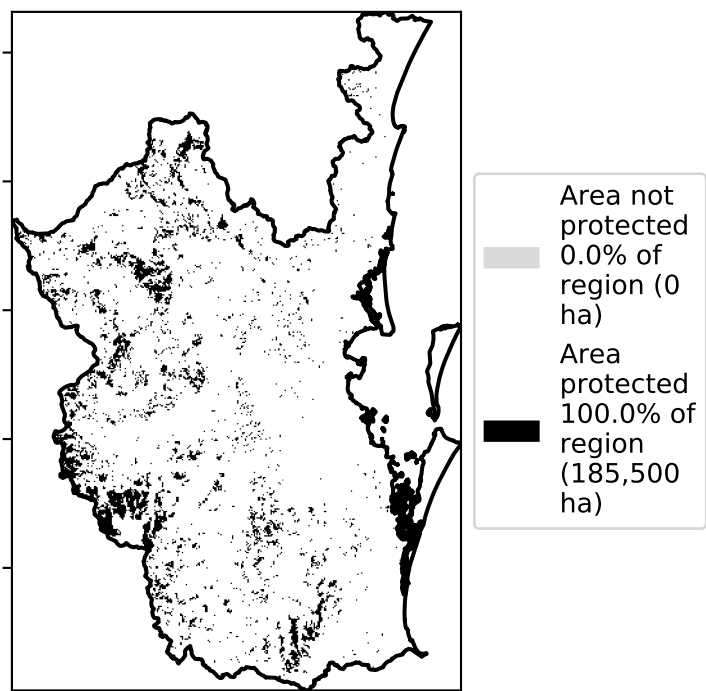 Area not
protected
0.0% of
region (0
ha)
Area
protected
100.0% of
region
(185,500
ha)